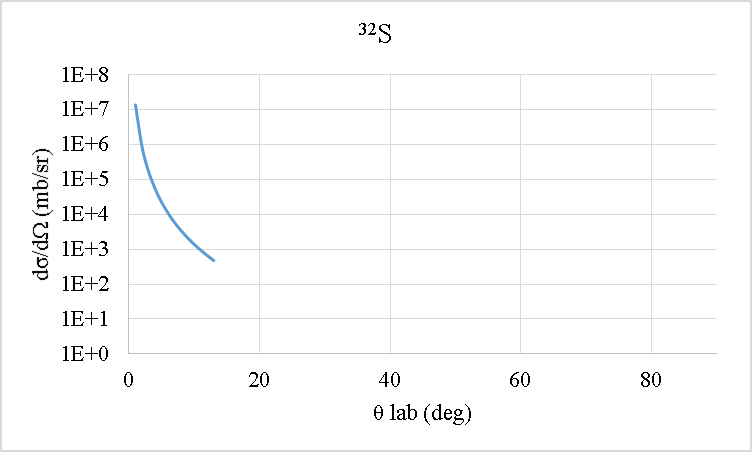 ³²S
1E+8
1E+7
1E+6
1E+5
1E+4
1E+3
1E+2
1E+1
1E+0
dσ/dΩ (mb/sr)
0 20 40 60 80
θ lab (deg)